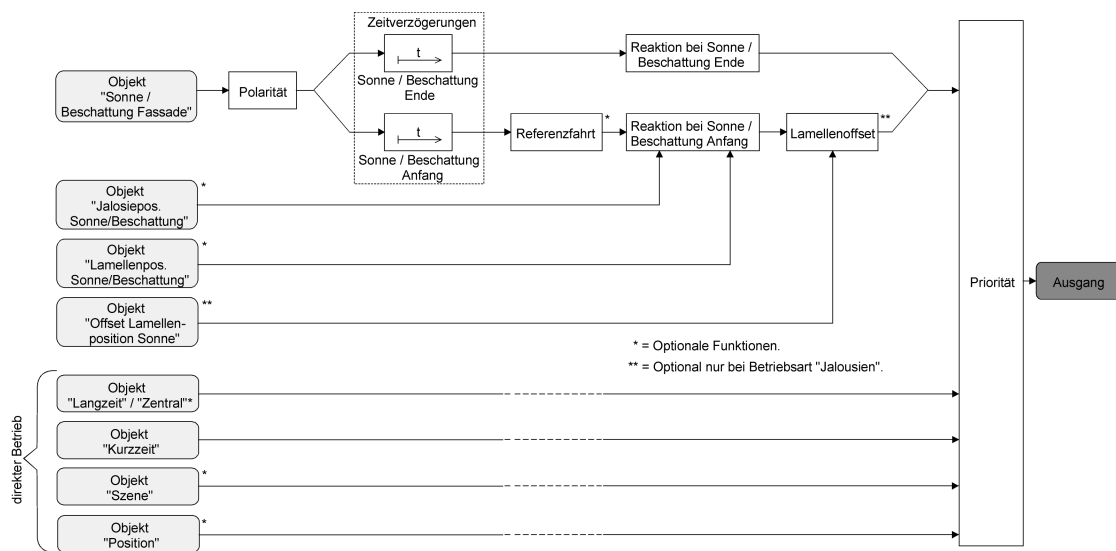 Zeitverzögerungen
t
Sonne / Beschattung
Ende
Reaktion bei Sonne /
Beschattung Ende
Objekt
"Sonne /
Beschattung Fassade"
Polarität
t
Sonne / Beschattung
Anfang
Referenzfahrt
*
Reaktion bei Sonne /
Beschattung Anfang
Lamellenoffset
**
Objekt
"Jalosiepos.
Sonne/Beschattung"
*
Objekt
"Lamellenpos.
Sonne/Beschattung"
*
Objekt
"Offset Lamellen-
position Sonne"
**
Priorität
Ausgang
* = Optionale Funktionen.
** = Optional nur bei Betriebsart "Jalousien".
direkter Betrieb
Objekt
"Langzeit" / "Zentral"*
Objekt
"Kurzzeit"
Objekt
"Szene"
*
Objekt
"Position"
*